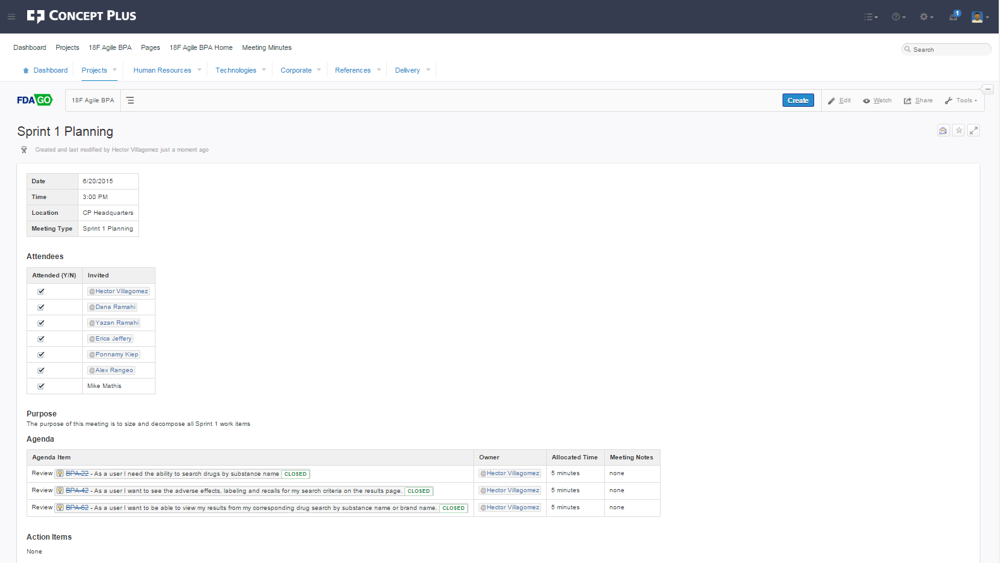 CONCEPT PLUS
1
Dashboard Projects 18F Agile BPA Pages 18F Agile BPA Home Meeting Minutes
Search
Dashboard Projects Human Resources Technologies Corporate References Delivery
FDA GO 18F Agile BPA Create Edit Watch Share Tools
Sprint 1 Planning
Created and last modified by Hector Villagomez just a moment ago
Date 6/20/2015
Time 3:00 PM
Location CP Headquarters
Meeting Type Sprint 1 Planning
Attendees
Attended (Y/N) Invited
@Hector Villagomez
@Dana Ramahi
@Yazan Ramahi
@Erica Jeffery
@Ponnamy Kiep
@Alex Rangeo
Mike Mathis
Purpose
The purpose of this meeting is to size and decompose all Sprint 1 work items
Agenda
Agenda Item Owner Allocated Time Meeting Notes
Review BPA-22 - As a user I need the ability to search drugs by substance name CLOSED @Hector Villagomez 5 minutes none
Review BPA-42 - As a user I want to see the adverse effects, labeling and recalls for my search criteria on the results page. CLOSED @Hector Villagomez 5 minutes none
Review BPA-62 - As a user I want to be able to view my results from my corresponding drug search by substance name or brand name. CLOSED @Hector Villagomez 5 minutes none
Action Items
None